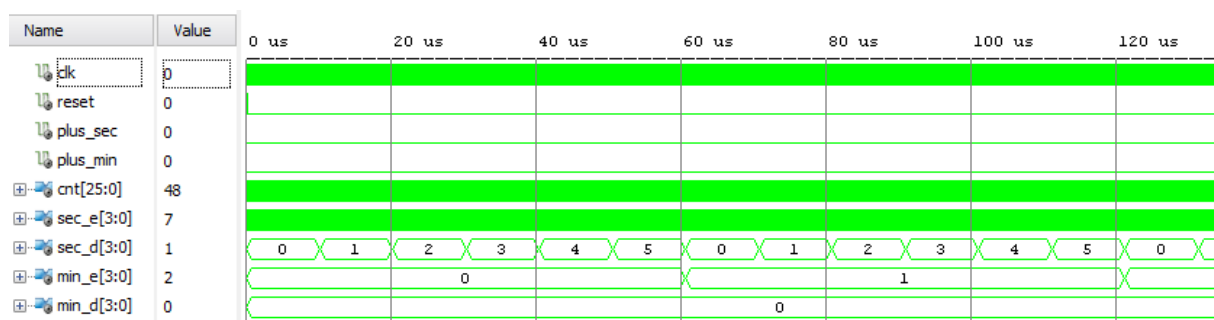 Name Value 0 us 20 us 40 us 60 us 80 us 100 us 120 us
clk 0
reset 0
plus_sec 0
plus_min 0
cnt[25:0] 48
sec_e[3:0] 7
sec_d[3:0] 1 0 1 2 3 4 5 0 1 2 3 4 5 0
min_e[3:0] 2 0 1
min_d[3:0] 0 0